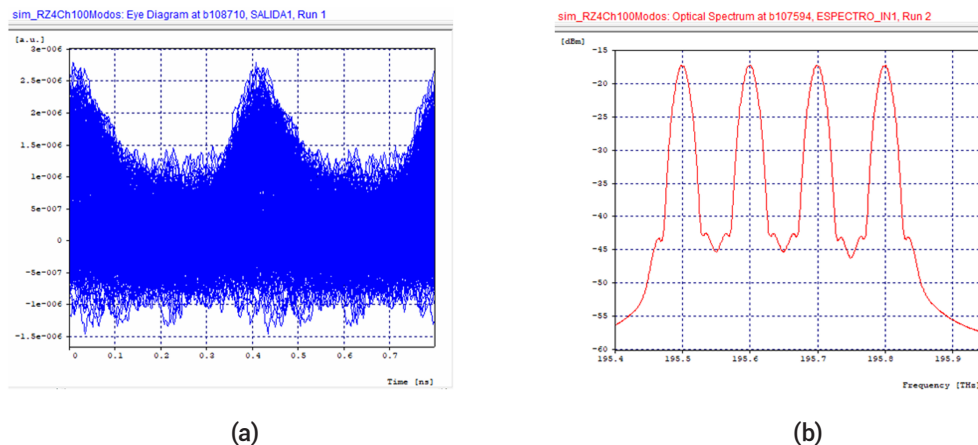 sim_RZ4Ch100Modos: Eye Diagram at b108710, SALIDA1, Run 1
[a.u.]
3e-006
2.5e-006
2e-006
1.5e-006
1e-006
5e-007
0
-5e-007
-1e-006
-1.5e-006
0 0.1 0.2 0.3 0.4 0.5 0.6 0.7
Time [ns]
(a)
sim_RZ4Ch100Modos: Optical Spectrum at b107594, ESPECTRO_IN1, Run 2
[dBm]
-15
-20
-25
-30
-35
-40
-45
-50
-55
-60
195.4 195.5 195.6 195.7 195.8 195.9
Frequency [THz]
(b)